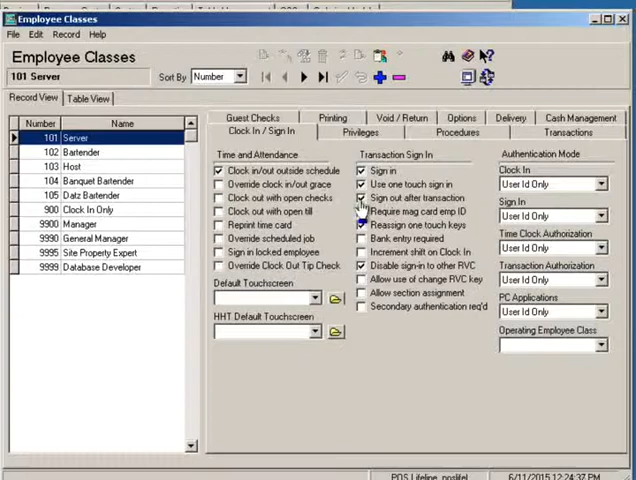 Employee Classes
File Edit Record Help
Employee Classes
101 Server
Sort By Number
Record View Table View
Number Name
101 Server
102 Bartender
103 Host
104 Banquet Bartender
105 Datz Bartender
900 Clock In Only
9900 Manager
9990 General Manager
9995 Site Property Expert
9999 Database Developer
Guest Checks Printing Void / Return Options Delivery Cash Management
Clock In / Sign In Privileges Procedures Transactions
Time and Attendance
Clock in/out outside schedule
Override clock in/out grace
Clock out with open checks
Clock out with open till
Reprint time card
Override scheduled job
Sign in locked employee
Override Clock Out Tip Check
Default Touchscreen
HHT Default Touchscreen
Transaction Sign In
Sign in
Use one touch sign in
Sign out after transaction
Require mag card emp ID
Reassign one touch keys
Bank entry required
Increment shift on Clock In
Disable sign-in to other RVC
Allow use of change RVC key
Allow section assignment
Secondary authentication req'd
Authentication Mode
Clock In
User Id Only
Sign In
User Id Only
Time Clock Authorization
User Id Only
Transaction Authorization
User Id Only
PC Applications
User Id Only
Operating Employee Class
POS Lifeline, poslifel
6/11/2015 12:24:37 PM